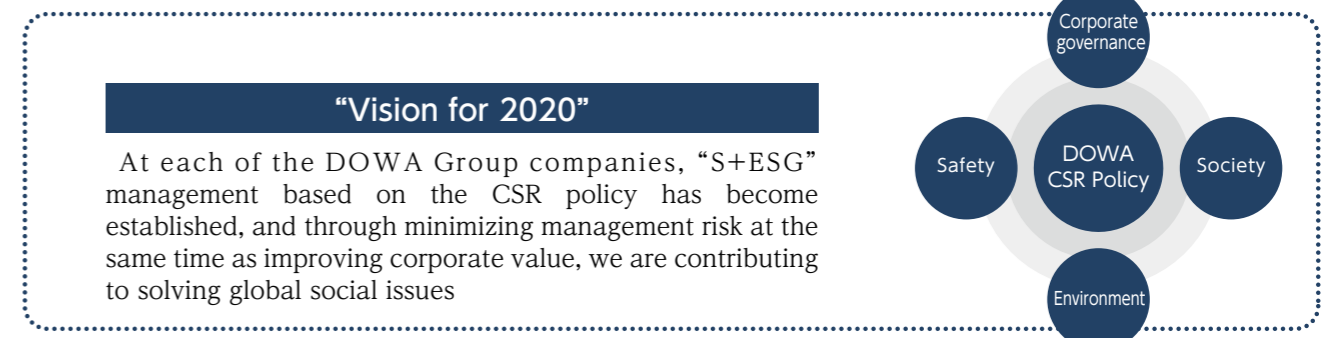 “Vision for 2020”
At each of the DOWA Group companies, “S+ESG”
management based on the CSR policy has become
established, and through minimizing management risk at the
same time as improving corporate value, we are contributing
to solving global social issues
Corporate
governance
Safety
DOWA
CSR Policy
Society
Environment